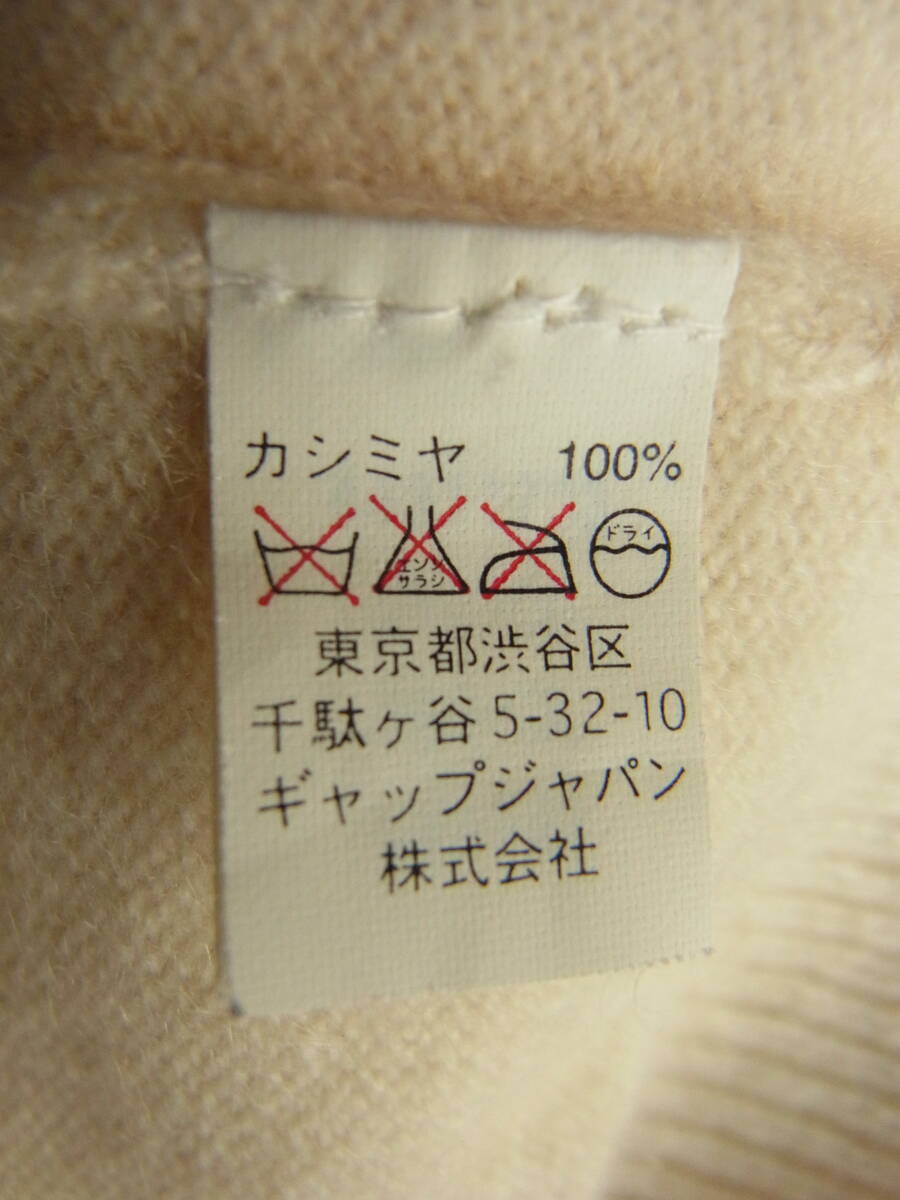 カシミヤ 100%
エンソ
サラシ
ドライ
東京都渋谷区
千駄ヶ谷5-32-10
ギャップジャパン
株式会社